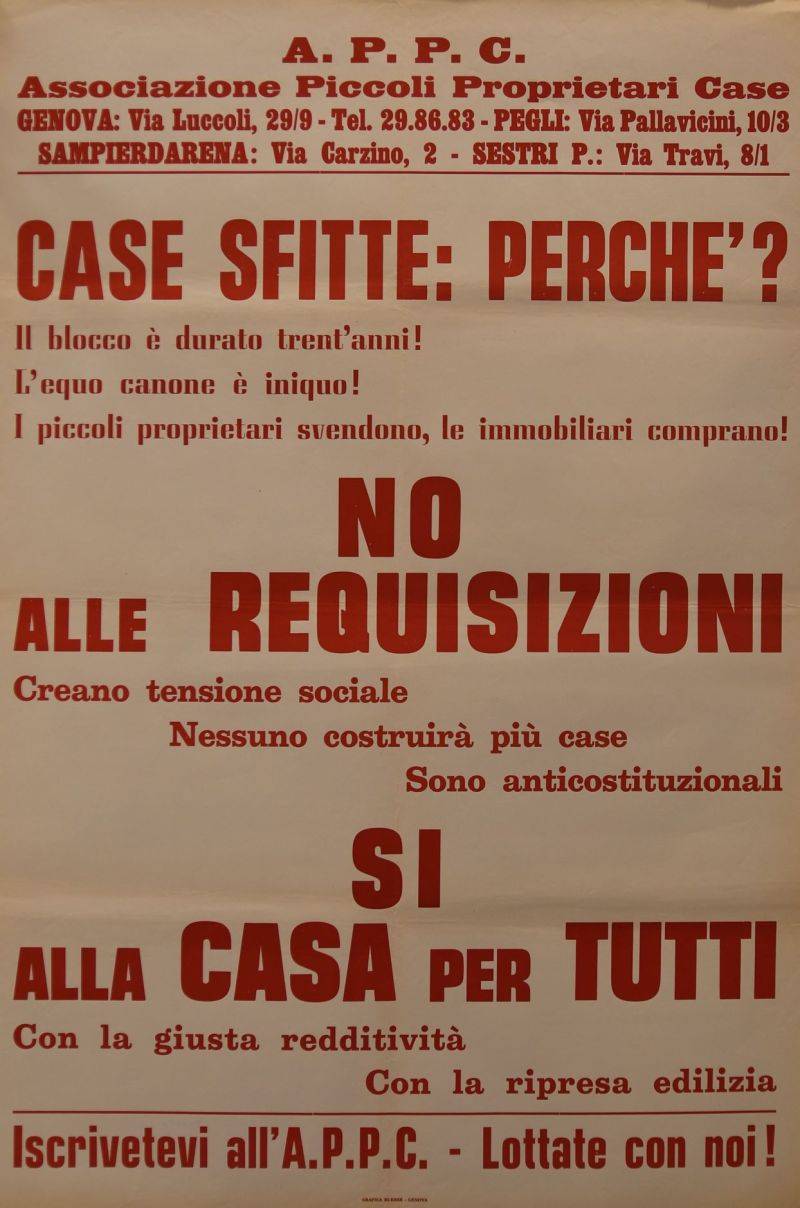 A. P. P. C.
Associazione Piccoli Proprietari Case
GENOVA: Via Luccoli, 29/9 - Tel. 29.86.83 - PEGLI: Via Pallavicini, 10/3
SAMPIERDARENA: Via Carzino, 2 - SESTRI P.: Via Travi, 8/1
CASE SFITTE: PERCHE'?
Il blocco è durato trent'anni!
L'equo canone è iniquo!
I piccoli proprietari svendono, le immobiliari comprano!
NO
ALLE REQUISIZIONI
Creano tensione sociale
Nessuno costruirà più case
Sono anticostituzionali
SI
ALLA CASA PER TUTTI
Con la giusta redditività
Con la ripresa edilizia
Iscrivetevi all'A.P.P.C. - Lottate con noi!
GRAFICA - GENOVA